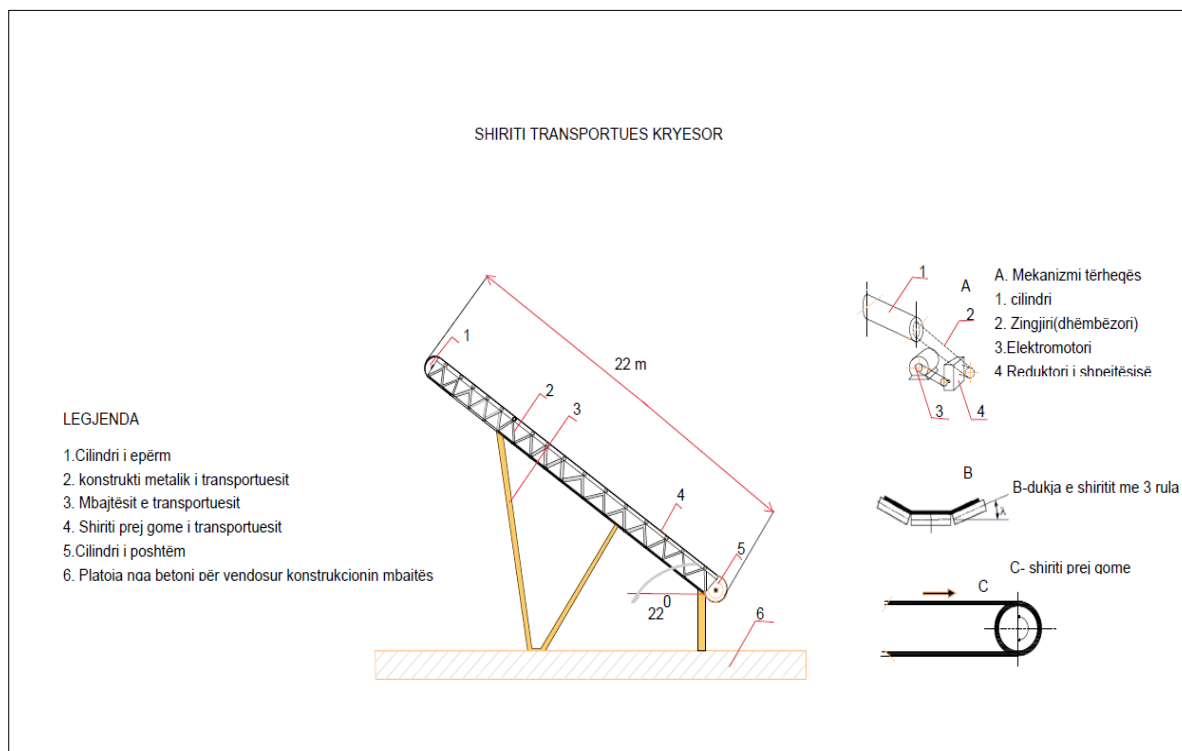 SHIRITI TRANSPORTUES KRYESOR
1
A
2
3
4
A. Mekanizmi tërheqës
1. cilindri
2. Zingjiri(dhëmbëzori)
3.Elektromotori
4 Reduktori i shpejtësisë
22 m
1
2
3
4
5
22⁰
6
LEGJENDA
1.Cilindri i epërm
2. konstrukti metalik i transportuesit
3. Mbajtësit e transportuesit
4. Shiriti prej gome i transportuesit
5.Cilindri i poshtëm
6. Platoja nga betoni për vendosur konstrukcionin mbajtës
B
B-dukja e shiritit me 3 rula
λ
C- shiriti prej gome
C